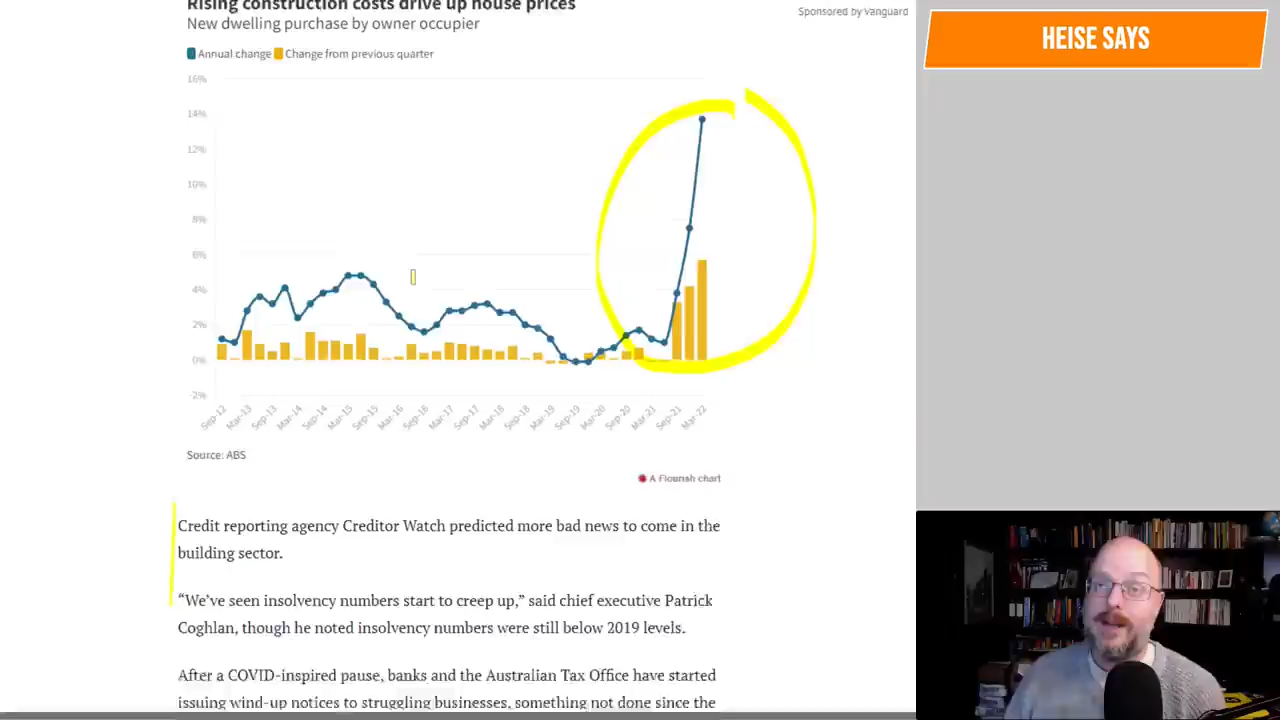 Rising construction costs drive up house prices
New dwelling purchase by owner occupier
Sponsored by Vanguard
HEISE SAYS
Annual change Change from previous quarter
16%
14%
12%
10%
8%
6%
4%
2%
0%
-2%
Sep-12 Mar-13 Sep-13 Mar-14 Sep-14 Mar-15 Sep-15 Mar-16 Sep-16 Mar-17 Sep-17 Mar-18 Sep-18 Mar-19 Sep-19 Mar-20 Sep-20 Mar-21 Sep-21 Mar-22
Source: ABS
A Flourish chart
Credit reporting agency Creditor Watch predicted more bad news to come in the
building sector.
“We’ve seen insolvency numbers start to creep up,” said chief executive Patrick
Coghlan, though he noted insolvency numbers were still below 2019 levels.
After a COVID-inspired pause, banks and the Australian Tax Office have started
issuing wind-up notices to struggling businesses, something not done since the